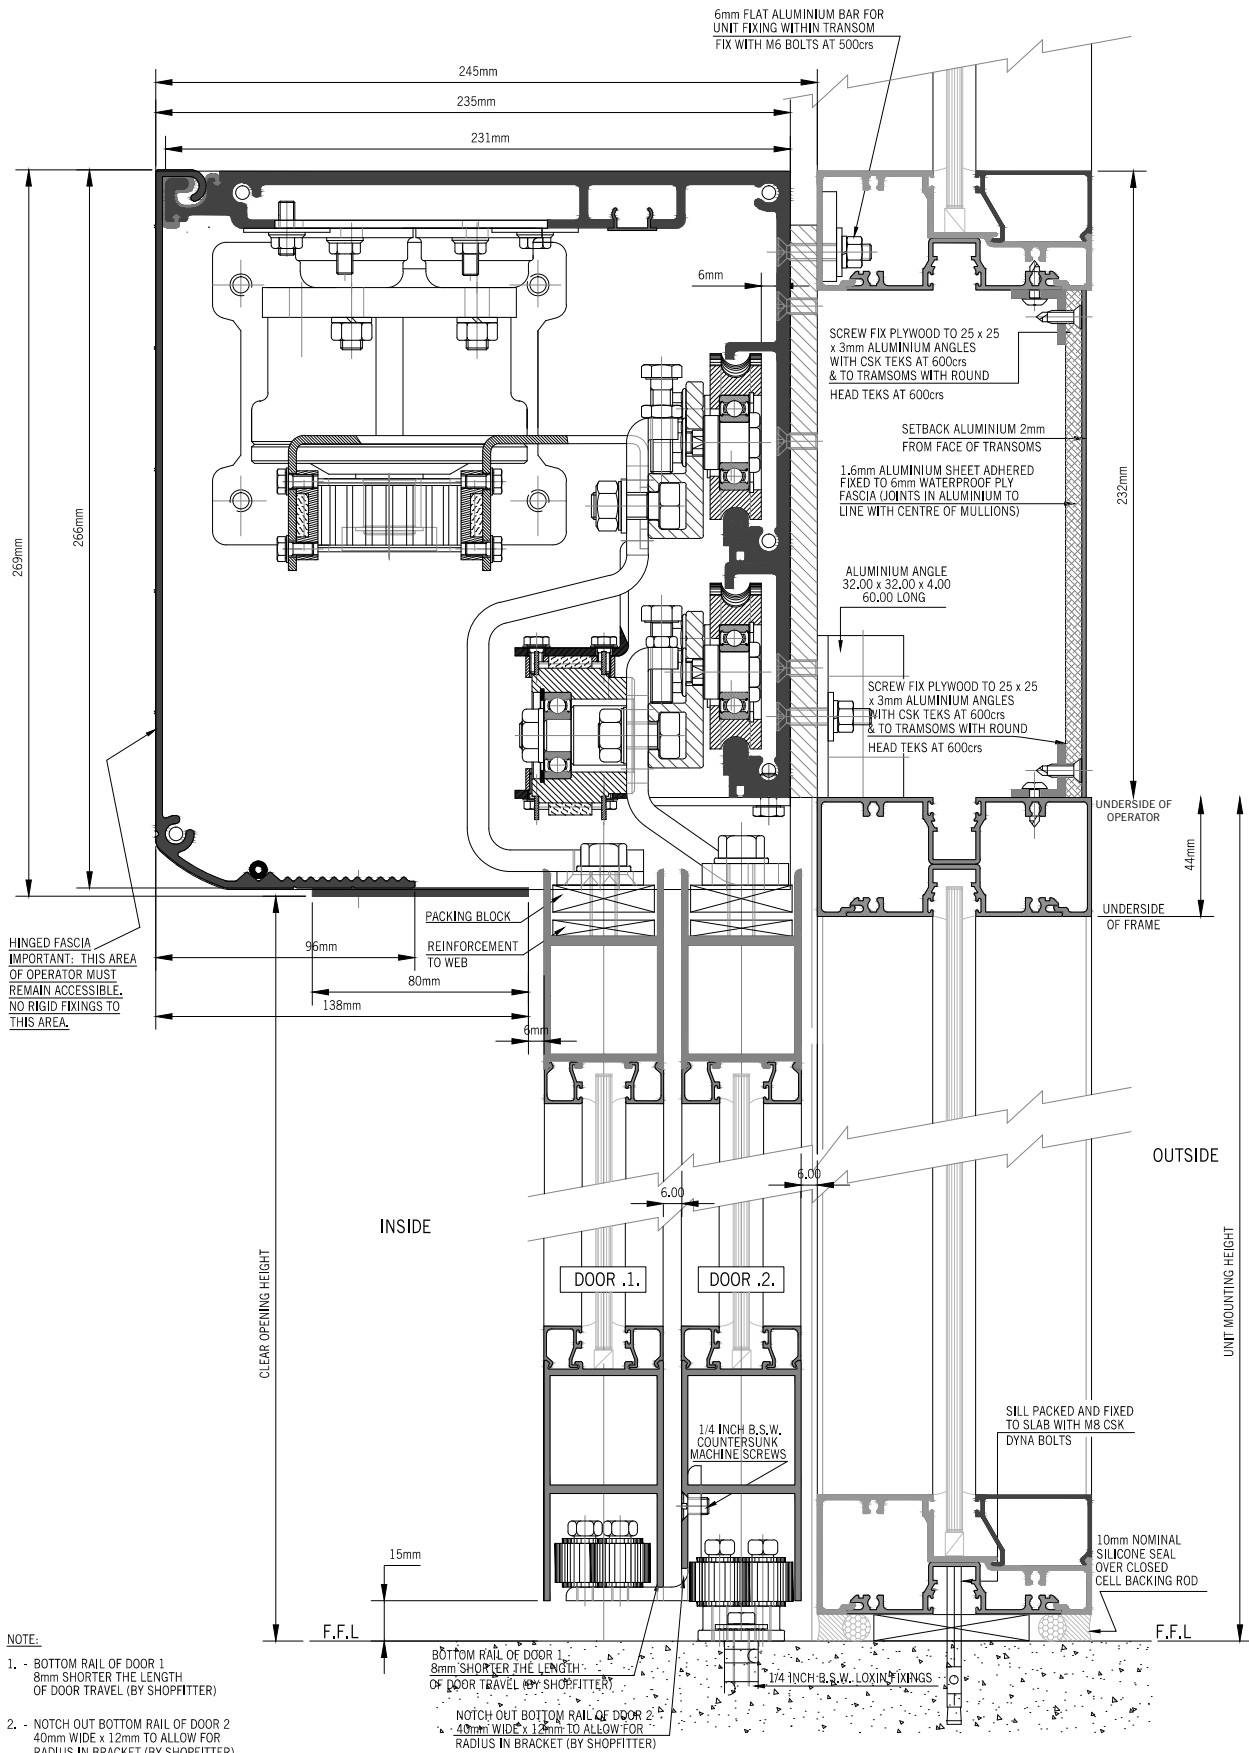 6mm FLAT ALUMINIUM BAR FOR
UNIT FIXING WITHIN TRANSOM
FIX WITH M6 BOLTS AT 500crs
245mm
235mm
231mm
6mm
SCREW FIX PLYWOOD TO 25 x 25
x 3mm ALUMINIUM ANGLES
WITH CSK TEKS AT 600crs
& TO TRAMSOMS WITH ROUND
HEAD TEKS AT 600crs
SETBACK ALUMINIUM 2mm
FROM FACE OF TRANSOMS
1.6mm ALUMINIUM SHEET ADHERED
FIXED TO 6mm WATERPROOF PLY
FASCIA (JOINTS IN ALUMINIUM TO
LINE WITH CENTRE OF MULLIONS)
232mm
266mm
269mm
ALUMINIUM ANGLE
32.00 x 32.00 x 4.00
60.00 LONG
SCREW FIX PLYWOOD TO 25 x 25
x 3mm ALUMINIUM ANGLES
WITH CSK TEKS AT 600crs
& TO TRAMSOMS WITH ROUND
HEAD TEKS AT 600crs
UNDERSIDE OF
OPERATOR
44mm
UNDERSIDE
OF FRAME
PACKING BLOCK
REINFORCEMENT
TO WEB
HINGED FASCIA
IMPORTANT: THIS AREA
OF OPERATOR MUST
REMAIN ACCESSIBLE.
NO RIGID FIXINGS TO
THIS AREA.
96mm
80mm
138mm
6mm
OUTSIDE
6.00
6.00
INSIDE
DOOR .1.
DOOR .2.
CLEAR OPENING HEIGHT
UNIT MOUNTING HEIGHT
1/4 INCH B.S.W.
COUNTERSUNK
MACHINE SCREWS
SILL PACKED AND FIXED
TO SLAB WITH M8 CSK
DYNA BOLTS
15mm
10mm NOMINAL
SILICONE SEAL
OVER CLOSED
CELL BACKING ROD
F.F.L
F.F.L
NOTE:
1. - BOTTOM RAIL OF DOOR 1
8mm SHORTER THE LENGTH
OF DOOR TRAVEL (BY SHOPFITTER)
2. - NOTCH OUT BOTTOM RAIL OF DOOR 2
40mm WIDE x 12mm TO ALLOW FOR
RADIUS IN BRACKET (BY SHOPFITTER)
BOTTOM RAIL OF DOOR 1
8mm SHORTER THE LENGTH
OF DOOR TRAVEL (BY SHOPFITTER)
1/4 INCH B.S.W. LOXIN FIXINGS
NOTCH OUT BOTTOM RAIL OF DOOR 2
40mm WIDE x 12mm TO ALLOW FOR
RADIUS IN BRACKET (BY SHOPFITTER)